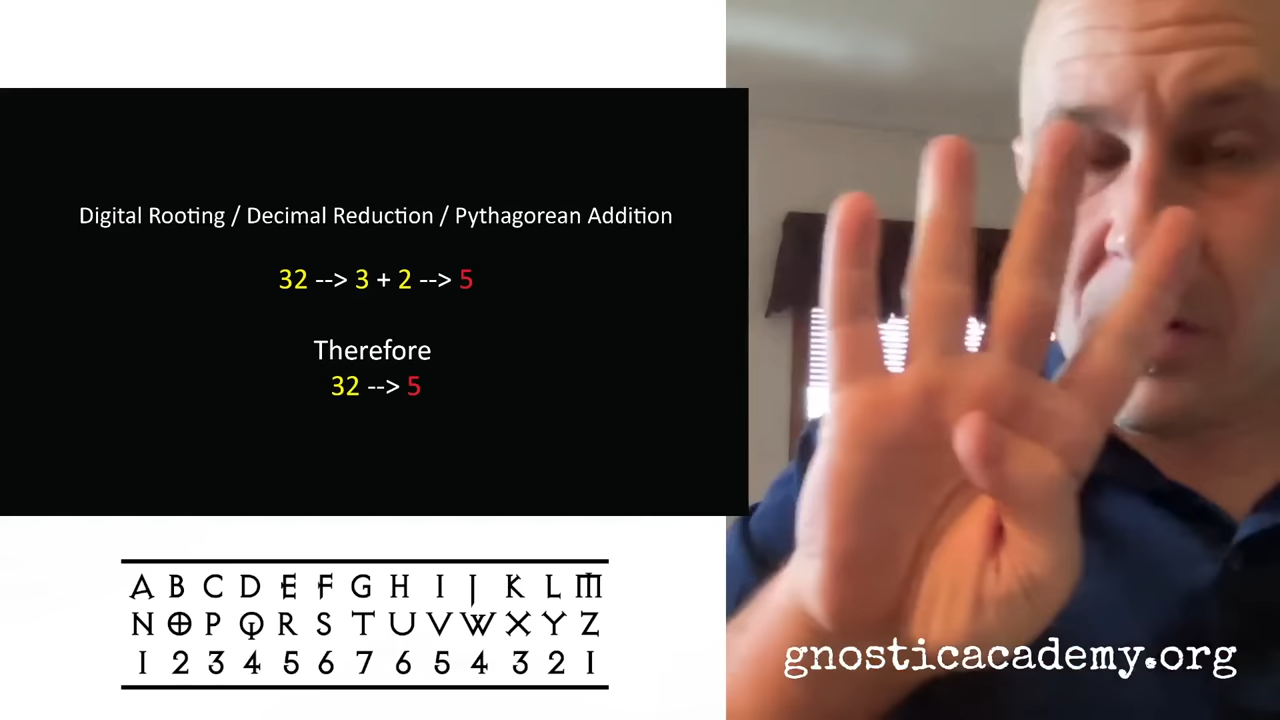 Digital Rooting / Decimal Reduction / Pythagorean Addition
32 --> 3 + 2 --> 5
Therefore
32 --> 5
A B C D E F G H I J K L M
N O P Q R S T U V W X Y Z
1 2 3 4 5 6 7 6 5 4 3 2 1
gnosticacademy.org